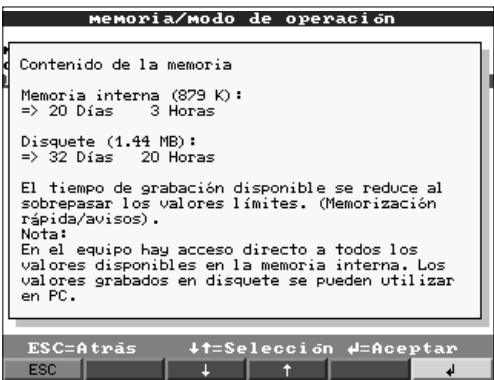 Memoria/modo de operación
Contenido de la memoria
Memoria interna (879 K):
=> 20 Días 3 Horas
Disquete (1.44 MB):
=> 32 Días 20 Horas
El tiempo de grabación disponible se reduce al
sobrepasar los valores límites. (Memorización
rápida/avisos).
Nota:
En el equipo hay acceso directo a todos los
valores disponibles en la memoria interna. Los
valores grabados en disquete se pueden utilizar
en PC.
ESC=Atrás ↓↑=Selección ↲=Aceptar
ESC ↓ ↑ ↲